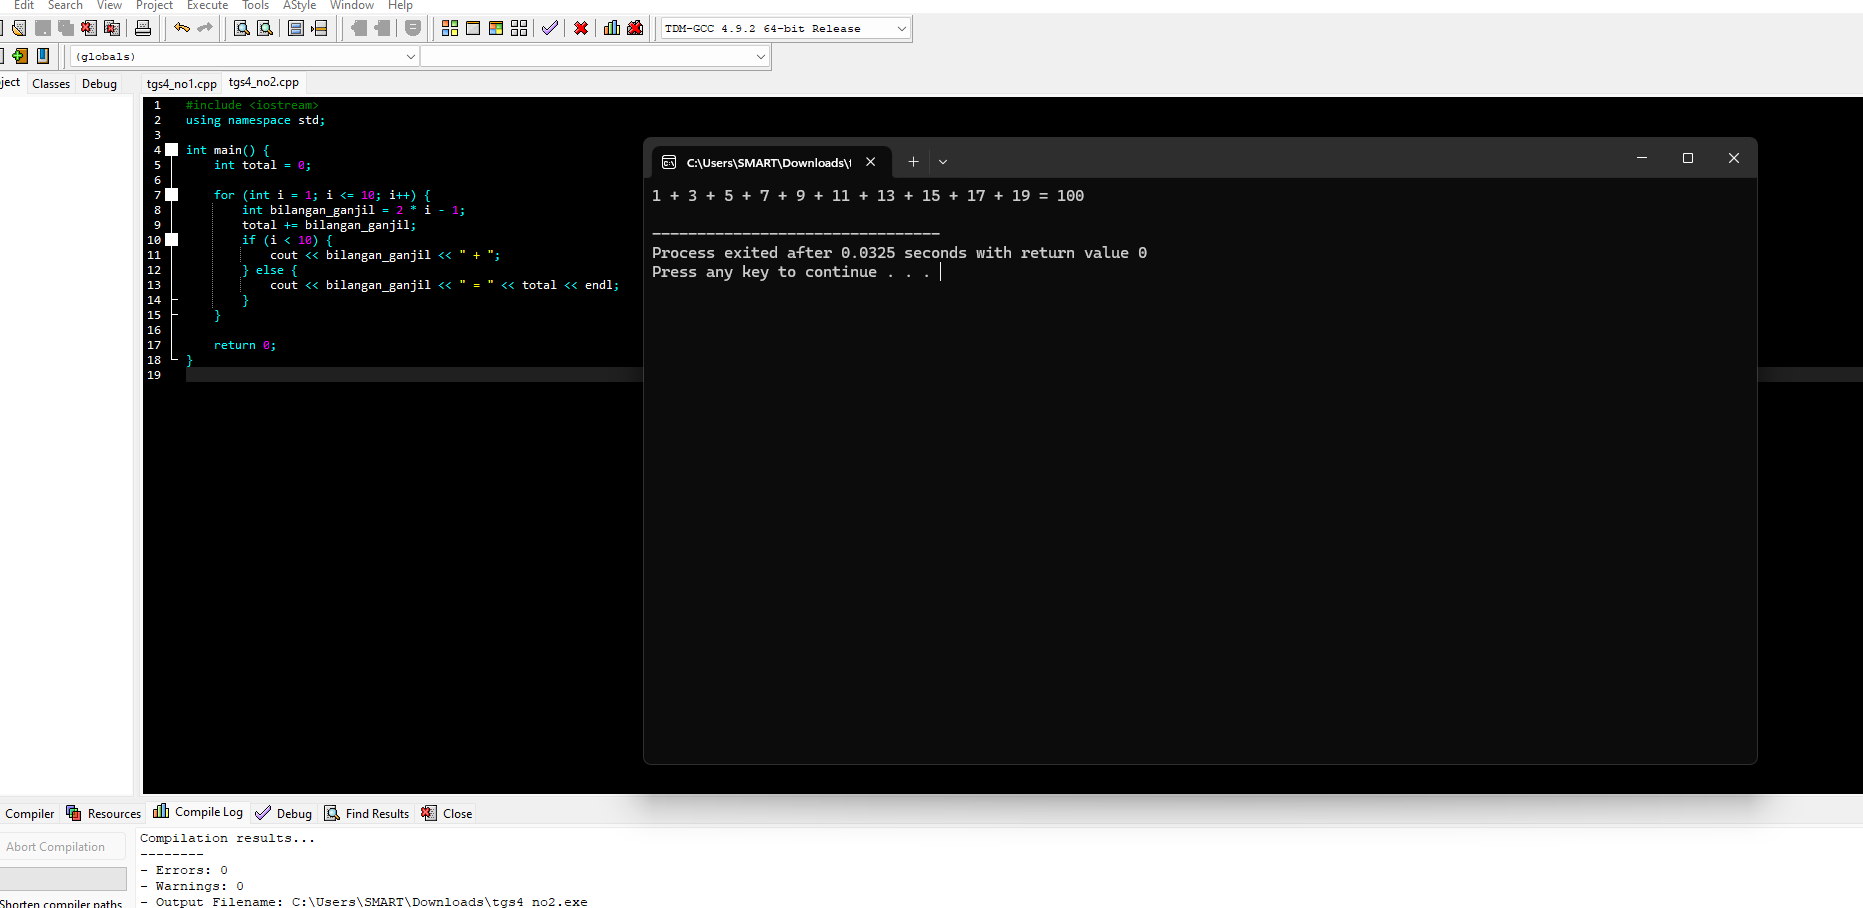 Edit Search View Project Execute Tools AStyle Window Help
TDM-GCC 4.9.2 64-bit Release
(globals)
ject Classes Debug tgs4_no1.cpp tgs4_no2.cpp
1 #include <iostream>
2 using namespace std;
3
4 int main() {
5 int total = 0;
6
7 for (int i = 1; i <= 10; i++) {
8 int bilangan_ganjil = 2 * i - 1;
9 total += bilangan_ganjil;
10 if (i < 10) {
11 cout << bilangan_ganjil << " + ";
12 } else {
13 cout << bilangan_ganjil << " = " << total << endl;
14 }
15 }
16
17 return 0;
18 }
19
C:\Users\SMART\Downloads\t
1 + 3 + 5 + 7 + 9 + 11 + 13 + 15 + 17 + 19 = 100
--------------------------------
Process exited after 0.0325 seconds with return value 0
Press any key to continue . . .
Compiler Resources Compile Log Debug Find Results Close
Abort Compilation
Shorten compiler paths
Compilation results...
--------
- Errors: 0
- Warnings: 0
- Output Filename: C:\Users\SMART\Downloads\tgs4_no2.exe